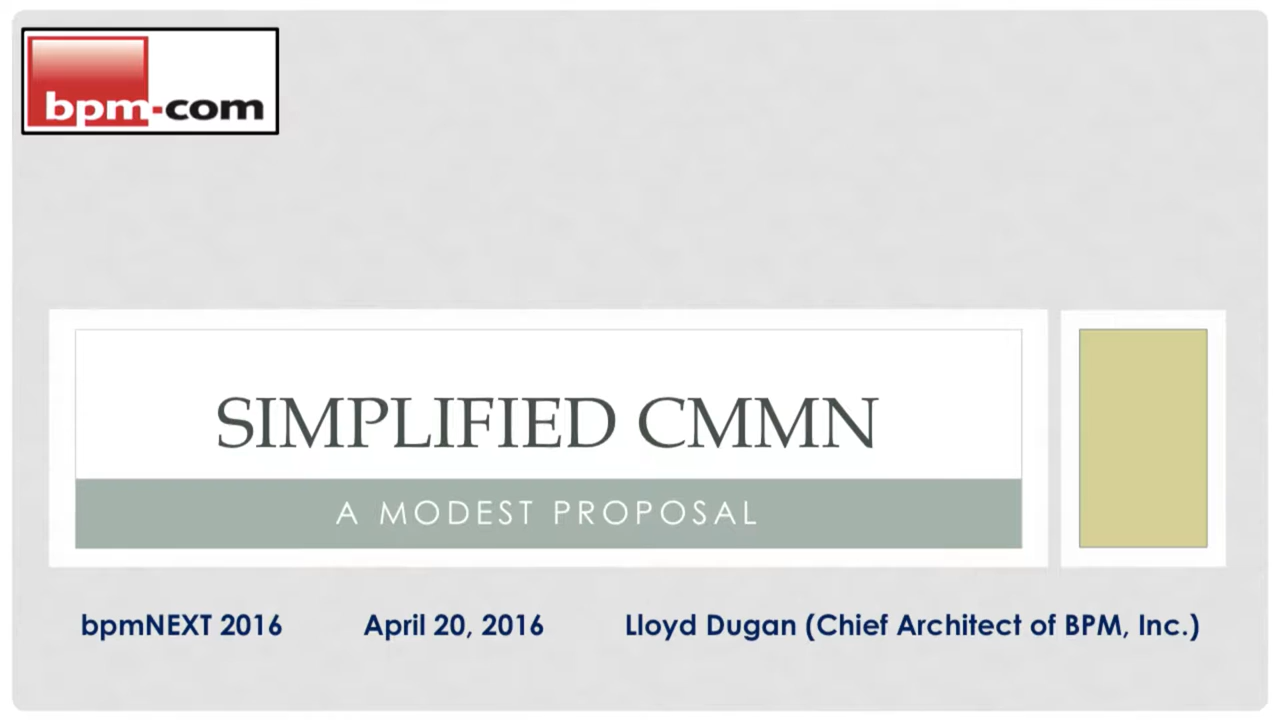 bpm-com
SIMPLIFIED CMMN
A MODEST PROPOSAL
bpmNEXT 2016 April 20, 2016 Lloyd Dugan (Chief Architect of BPM, Inc.)